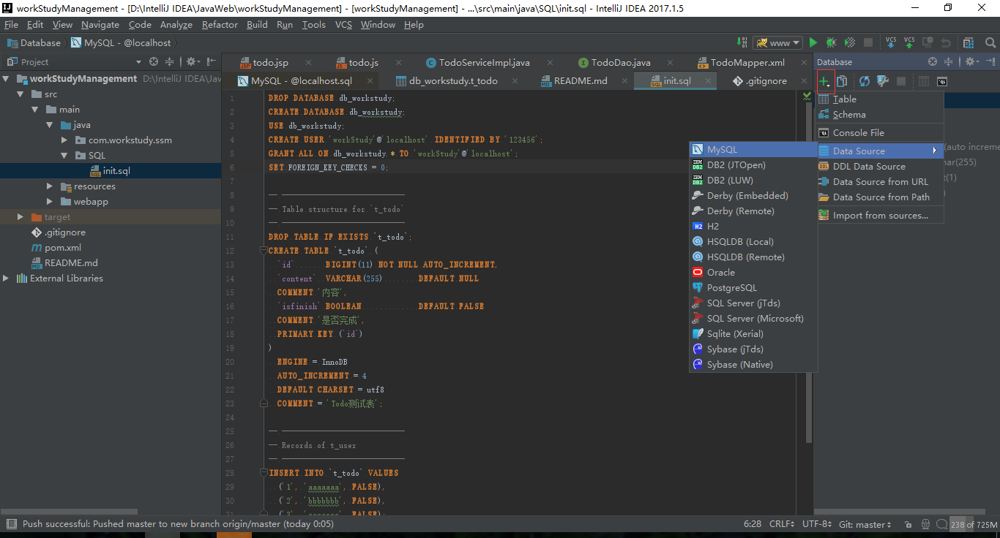 workStudyManagement - [D:\IntelliJ IDEA\JavaWeb\workStudyManagement] - [workStudyManagement] - ...\src\main\java\SQL\init.sql - IntelliJ IDEA 2017.1.5
File Edit View Navigate Code Analyze Refactor Build Run Tools VCS Window Help
Database MySQL - @localhost www VCS VCS
Project todo.jsp todo.js TodoServiceImpl.java TodoDao.java TodoMapper.xml Database
MySQL - @localhost.sql db_workstudy.t_todo README.md init.sql .gitignore
workStudyManagement D:\IntelliJ IDEA\Jav
src
main
java
com.workstudy.ssm
SQL
init.sql
resources
webapp
target
.gitignore
pom.xml
README.md
External Libraries
1 DROP DATABASE db_workstudy;
2 CREATE DATABASE db_workstudy;
3 USE db_workstudy;
4 CREATE USER 'workStudy'@'localhost' IDENTIFIED BY '123456';
5 GRANT ALL ON db_workstudy.* TO 'workStudy'@'localhost';
6 SET FOREIGN_KEY_CHECKS = 0;
7
8 -- ----------------------------
9 -- Table structure for `t_todo`
10 -- ----------------------------
11 DROP TABLE IF EXISTS `t_todo`;
12 CREATE TABLE `t_todo` (
13 `id` BIGINT(11) NOT NULL AUTO_INCREMENT,
14 `content` VARCHAR(255) DEFAULT NULL
15 COMMENT '内容',
16 `isfinish` BOOLEAN DEFAULT FALSE
17 COMMENT '是否完成',
18 PRIMARY KEY (`id`)
19 )
20 ENGINE = InnoDB
21 AUTO_INCREMENT = 4
22 DEFAULT CHARSET = utf8
23 COMMENT = 'Todo测试表';
24
25 -- ----------------------------
26 -- Records of t_user
27 -- ----------------------------
28 INSERT INTO `t_todo` VALUES
29 ('1', 'aaaaaaa', FALSE),
30 ('2', 'bbbbbbb', FALSE),
MySQL
DB2 (JTOpen)
DB2 (LUW)
Derby (Embedded)
Derby (Remote)
H2
HSQLDB (Local)
HSQLDB (Remote)
Oracle
PostgreSQL
SQL Server (jTds)
SQL Server (Microsoft)
Sqlite (Xerial)
Sybase (jTds)
Sybase (Native)
Table
Schema
Console File
Data Source
DDL Data Source
Data Source from URL
Data Source from Path
Import from sources...
(auto increme
har(255)
t(1)
)
Push successful: Pushed master to new branch origin/master (today 0:05) 6:28 CRLF UTF-8 Git: master 238 of 725M